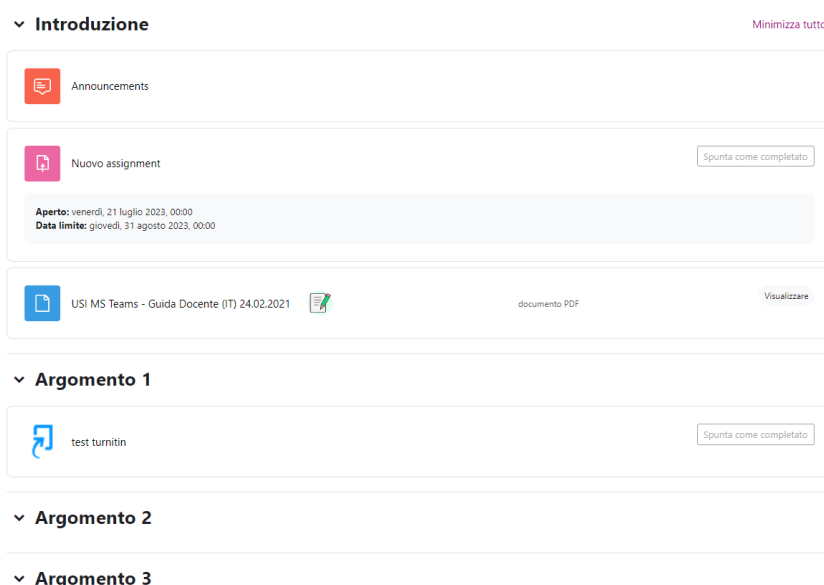 Introduzione
Minimizza tutto
Announcements
Nuovo assignment
Spunta come completato
Aperto: venerdì, 21 luglio 2023, 00:00
Data limite: giovedì, 31 agosto 2023, 00:00
USI MS Teams - Guida Docente (IT) 24.02.2021
documento PDF
Visualizzare
Argomento 1
test turnitin
Spunta come completato
Argomento 2
Argomento 3